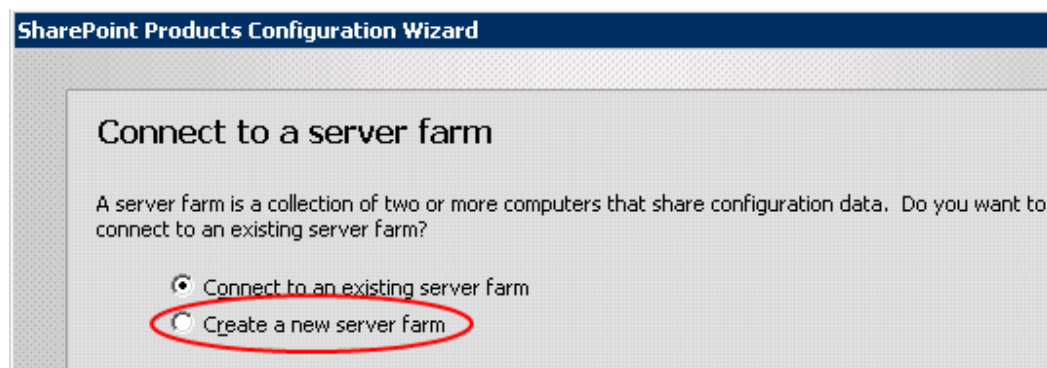 SharePoint Products Configuration Wizard
Connect to a server farm
A server farm is a collection of two or more computers that share configuration data.  Do you want to
connect to an existing server farm?
Connect to an existing server farm
Create a new server farm